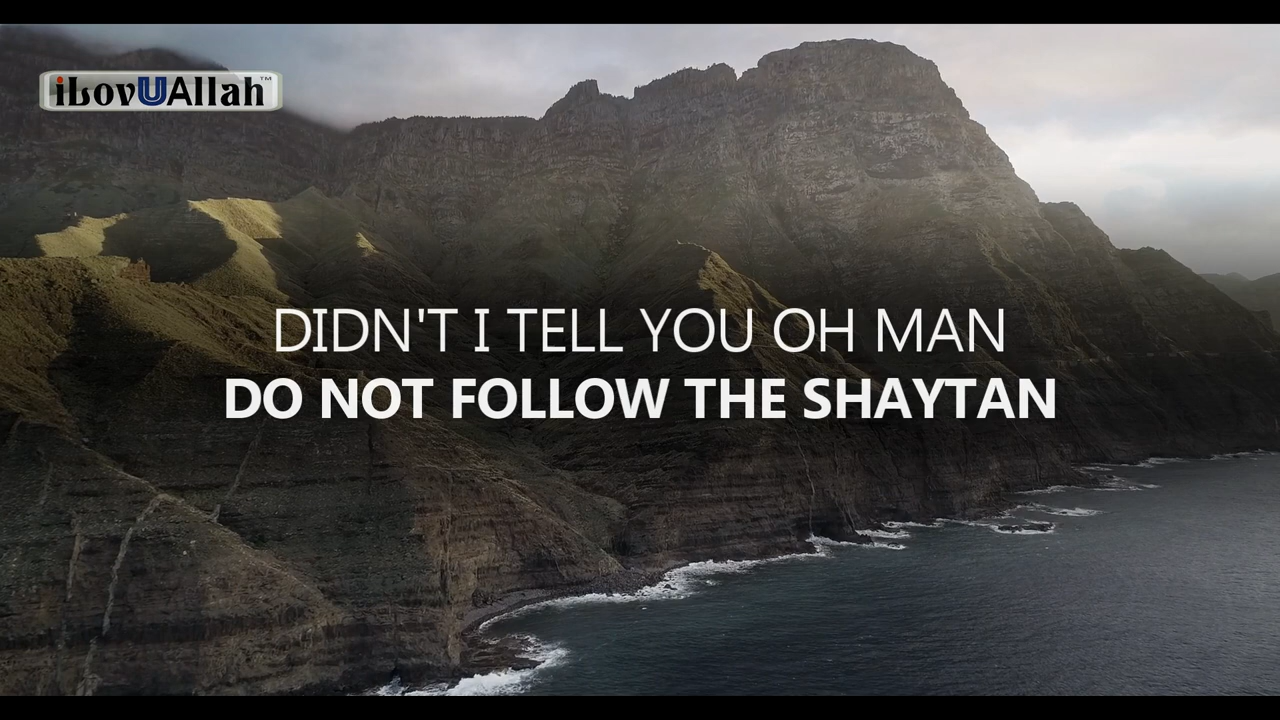 iLovUAllah™
DIDN'T I TELL YOU OH MAN
DO NOT FOLLOW THE SHAYTAN